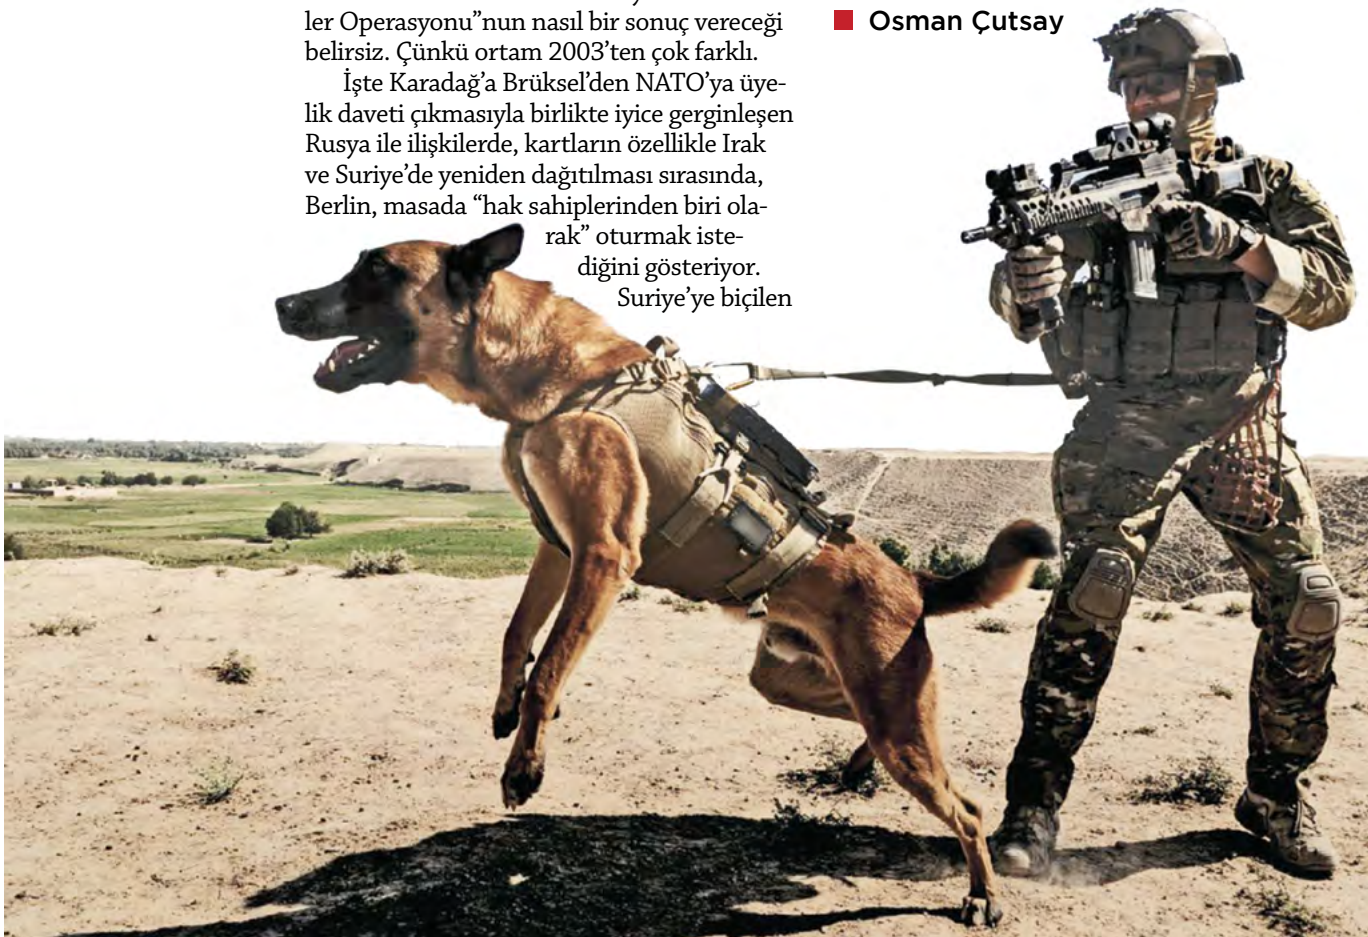 ler Operasyonu”nun nasıl bir sonuç vereceği
belirsiz. Çünkü ortam 2003’ten çok farklı.
İşte Karadağ’a Brüksel’den NATO’ya üye-
lik daveti çıkmasıyla birlikte iyice gerginleşen
Rusya ile ilişkilerde, kartların özellikle Irak
ve Suriye’de yeniden dağıtılması sırasında,
Berlin, masada “hak sahiplerinden biri ola-
rak” oturmak iste-
diğini gösteriyor.
Suriye’ye biçilen
Osman Çutsay